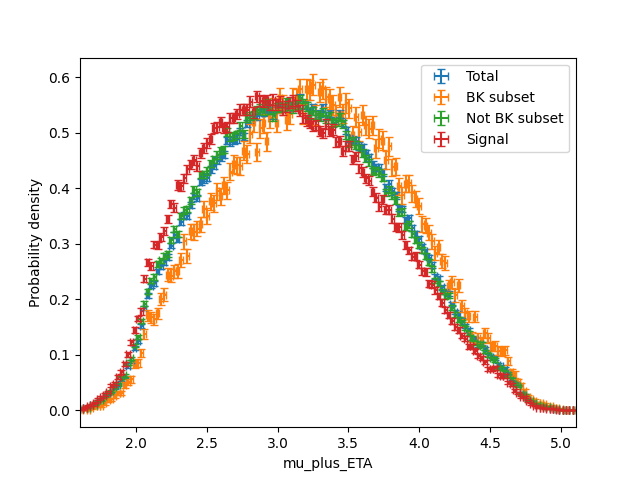 Total
BK subset
Not BK subset
Signal
Probability density
0.6
0.5
0.4
0.3
0.2
0.1
0.0
2.0 2.5 3.0 3.5 4.0 4.5 5.0
mu_plus_ETA